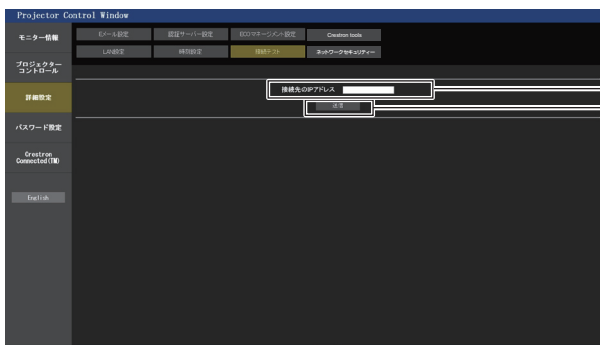 Projector Control Window
モニター情報
プロジェクター
コントロール
詳細設定
パスワード設定
Crestron
Connected(TM)
English
Eメール設定 認証サーバー設定 ECOマネージメント設定 Crestron tools
LAN設定 時刻設定 接続テスト ネットワークセキュリティー
接続先のIPアドレス
送信